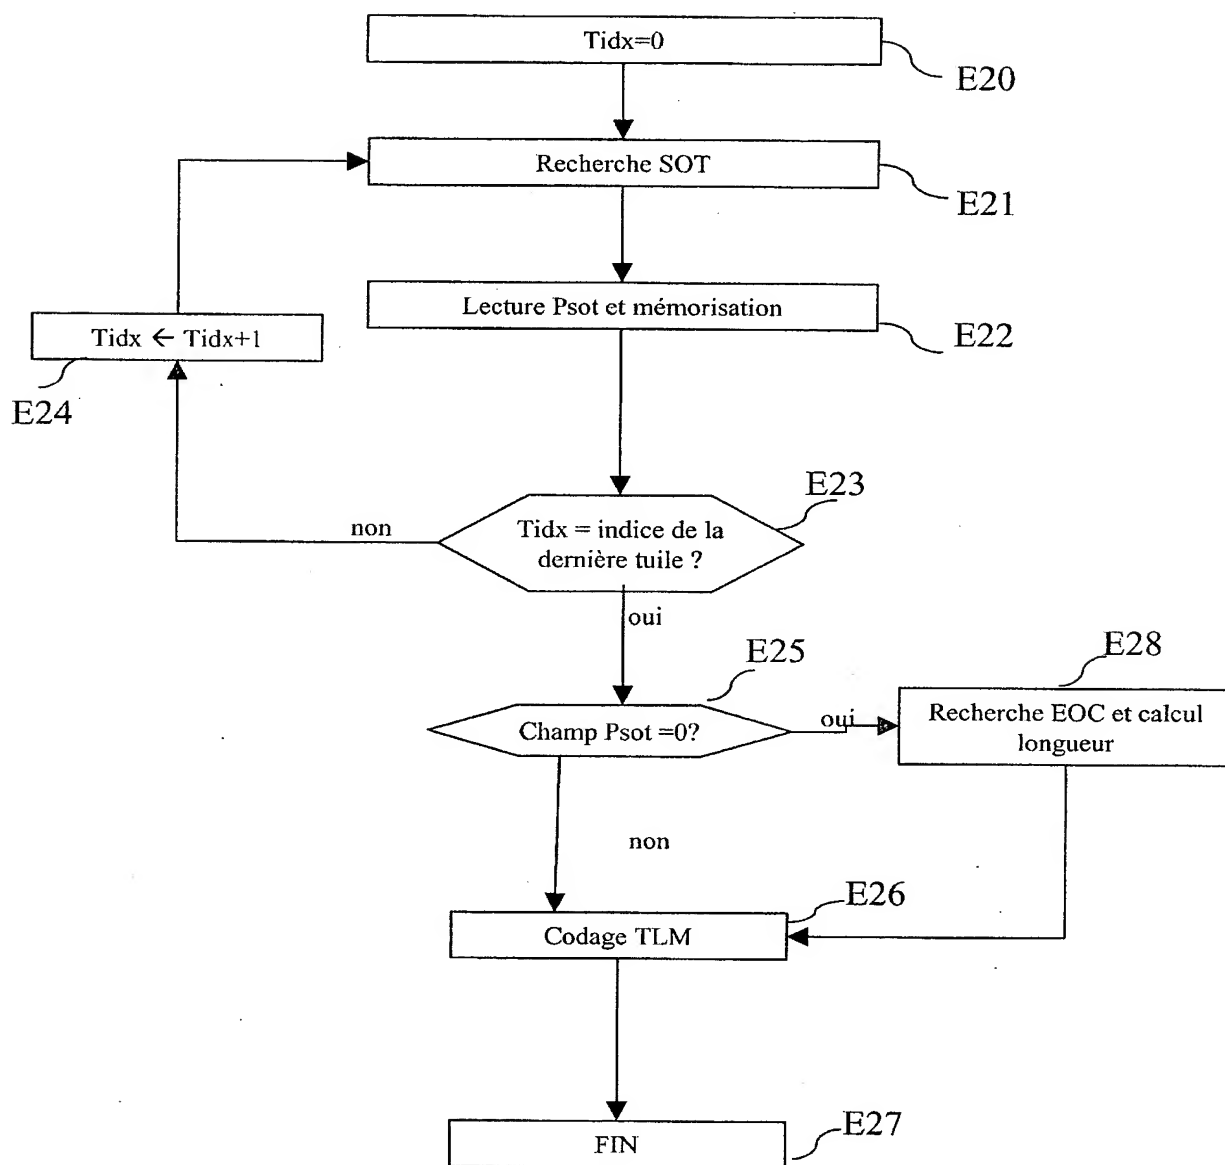 Tidx=0
E20
Recherche SOT
E21
Lecture Psot et mémorisation
E22
Tidx ← Tidx+1
E24
E23
Tidx = indice de la
dernière tuile ?
non
oui
E25
Champ Psot =0?
oui
E28
Recherche EOC et calcul
longueur
non
E26
Codage TLM
E27
FIN